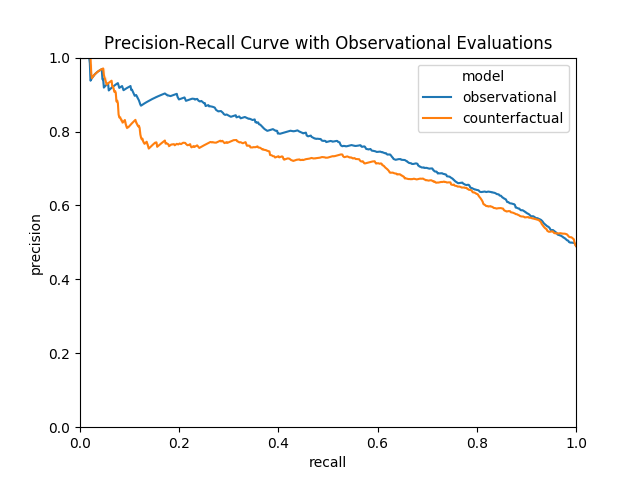 Precision-Recall Curve with Observational Evaluations
model
observational
counterfactual
precision
1.0
0.8
0.6
0.4
0.2
0.0
0.0 0.2 0.4 0.6 0.8 1.0
recall